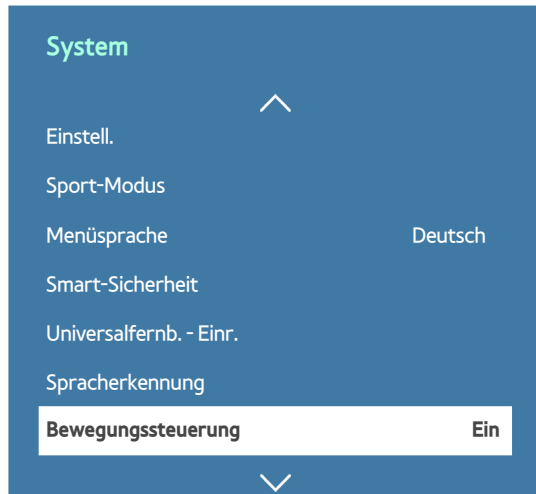 System
Einstell.
Sport-Modus
Menüsprache Deutsch
Smart-Sicherheit
Universalfernb. - Einr.
Spracherkennung
Bewegungssteuerung Ein